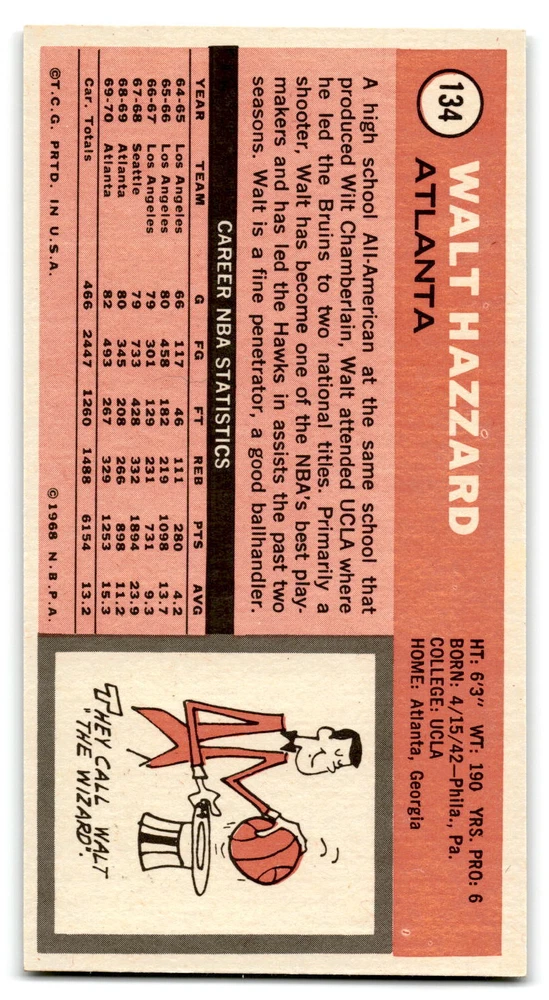 134
WALT HAZZARD
ATLANTA
HT: 6'3" WT: 190 YRS. PRO: 6
BORN: 4/15/42—Phila., Pa.
COLLEGE: UCLA
HOME: Atlanta, Georgia
A high school All-American at the same school that
produced Wilt Chamberlain, Walt attended UCLA where
he led the Bruins to two national titles. Primarily a
shooter, Walt has become one of the NBA's best play-
makers and has led the Hawks in assists the past two
seasons. Walt is a fine penetrator, a good ballhandler.
CAREER NBA STATISTICS
YEAR TEAM G FG FT REB PTS AVG
64-65 Los Angeles 66 117 46 111 280 4.2
65-66 Los Angeles 80 458 182 219 1098 13.7
66-67 Los Angeles 79 301 129 231 731 9.3
67-68 Seattle 79 733 428 332 1894 23.9
68-69 Atlanta 80 345 208 266 898 11.2
69-70 Atlanta 82 493 267 329 1253 15.3
Car. Totals 466 2447 1260 1488 6154 13.2
©T.C.G. PRTD. IN U.S.A. ©1968 N.B.P.A.
THEY CALL WALT
"THE WIZARD".